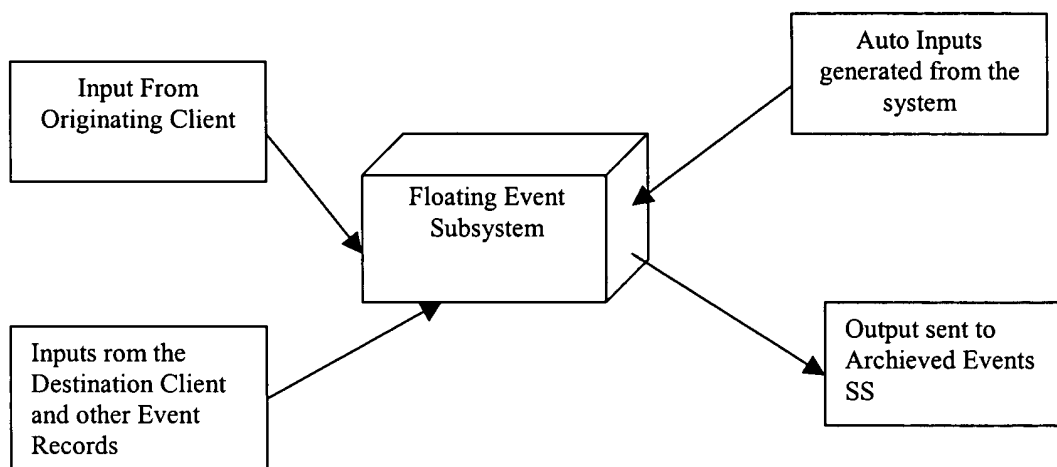 Input From
Originating Client
Auto Inputs
generated from the
system
Floating Event
Subsystem
Inputs rom the
Destination Client
and other Event
Records
Output sent to
Archieved Events
SS